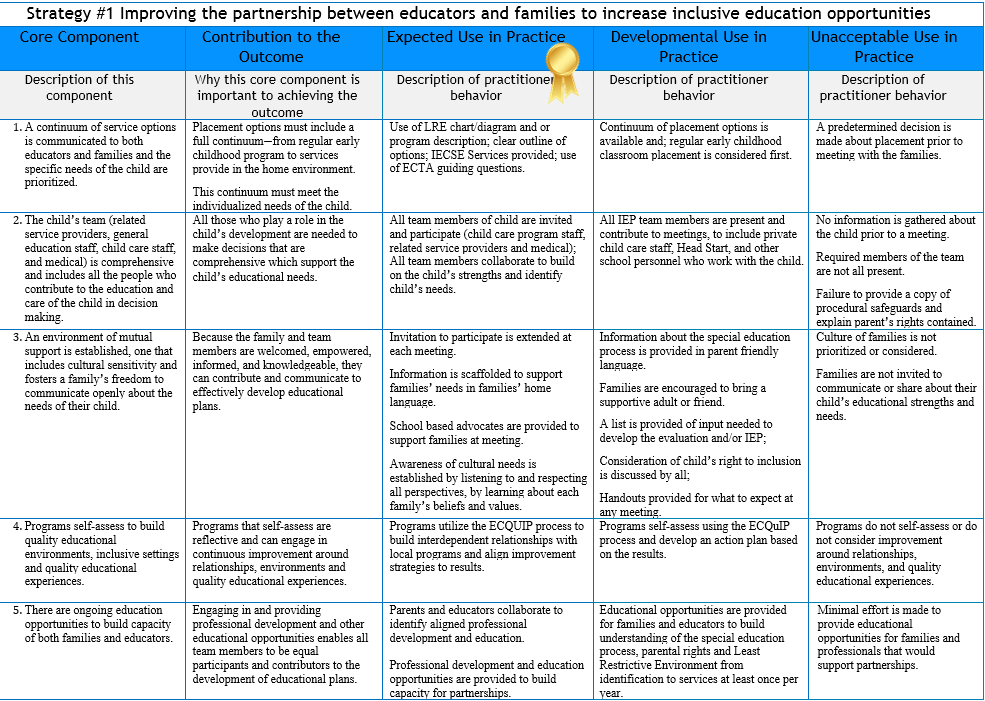 Strategy #1 Improving the partnership between educators and families to increase inclusive education opportunities
Core Component
Contribution to the
Outcome
Expected Use in Practice
Developmental Use in
Practice
Unacceptable Use in
Practice
Description of this
component
Why this core component is
important to achieving the
outcome
Description of practitioner
behavior
Description of practitioner
behavior
Description of
practitioner behavior
1. A continuum of service options
is communicated to both
educators and families and the
specific needs of the child are
prioritized.
Placement options must include a
full continuum—from regular early
childhood program to services
provide in the home environment.
This continuum must meet the
individualized needs of the child.
Use of LRE chart/diagram and or
program description; clear outline of
options; IECSE Services provided; use
of ECTA guiding questions.
Continuum of placement options is
available and; regular early childhood
classroom placement is considered first.
A predetermined decision is
made about placement prior to
meeting with the families.
2. The child's team (related
service providers, general
education staff, child care staff,
and medical) is comprehensive
and includes all the people who
contribute to the education and
care of the child in decision
making.
All those who play a role in the
child's development are needed to
make decisions that are
comprehensive which support the
child's educational needs.
All team members of child are invited
and participate (child care program staff,
related service providers and medical);
All team members collaborate to build
on the child's strengths and identify
child's needs.
All IEP team members are present and
contribute to meetings, to include private
child care staff, Head Start, and other
school personnel who work with the child.
No information is gathered about
the child prior to a meeting.
Required members of the team
are not all present.
Failure to provide a copy of
procedural safeguards and
explain parent's rights contained.
3. An environment of mutual
support is established, one that
includes cultural sensitivity and
fosters a family's freedom to
communicate openly about the
needs of their child.
Because the family and team
members are welcomed, empowered,
informed, and knowledgeable, they
can contribute and communicate to
effectively develop educational
plans.
Invitation to participate is extended at
each meeting.
Information is scaffolded to support
families' needs in families' home
language.
School based advocates are provided to
support families at meeting.
Awareness of cultural needs is
established by listening to and respecting
all perspectives, by learning about each
family's beliefs and values.
Information about the special education
process is provided in parent friendly
language.
Families are encouraged to bring a
supportive adult or friend.
A list is provided of input needed to
develop the evaluation and/or IEP;
Consideration of child's right to inclusion
is discussed by all;
Handouts provided for what to expect at
any meeting.
Culture of families is not
prioritized or considered.
Families are not invited to
communicate or share about their
child's educational strengths and
needs.
4. Programs self-assess to build
quality educational
environments, inclusive settings
and quality educational
experiences.
Programs that self-assess are
reflective and can engage in
continuous improvement around
relationships, environments and
quality educational experiences.
Programs utilize the ECQUIP process to
build interdependent relationships with
local programs and align improvement
strategies to results.
Programs self-assess using the ECQuIP
process and develop an action plan based
on the results.
Programs do not self-assess or do
not consider improvement
around relationships,
environments, and quality
educational experiences.
5. There are ongoing education
opportunities to build capacity
of both families and educators.
Engaging in and providing
professional development and other
educational opportunities enables all
team members to be equal
participants and contributors to the
development of educational plans.
Parents and educators collaborate to
identify aligned professional
development and education.
Professional development and education
opportunities are provided to build
capacity for partnerships.
Educational opportunities are provided
for families and educators to build
understanding of the special education
process, parental rights and Least
Restrictive Environment from
identification to services at least once per
year.
Minimal effort is made to
provide educational
opportunities for families and
professionals that would
support partnerships.